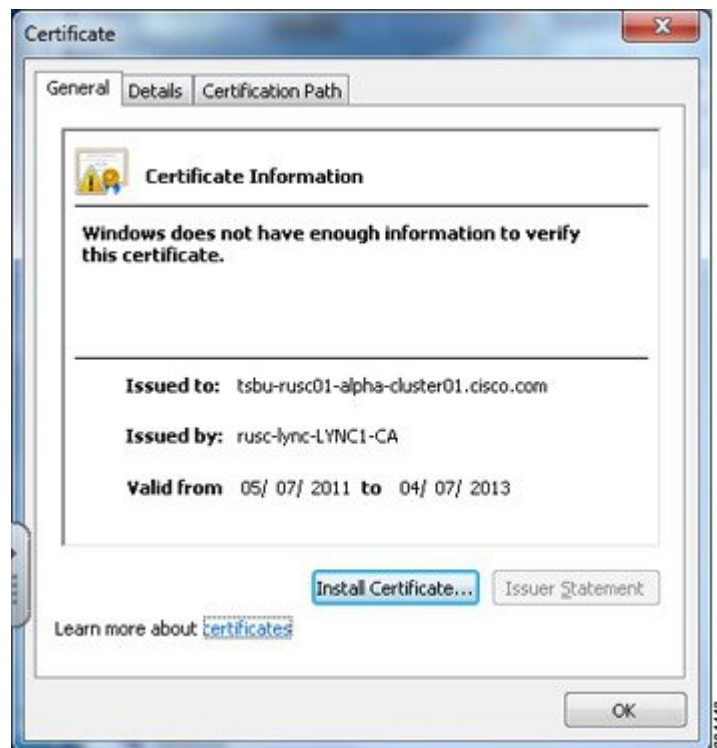 Certificate
General Details Certification Path
Certificate Information
Windows does not have enough information to verify
this certificate.
Issued to: tsbu-rusc01-alpha-cluster01.cisco.com
Issued by: rusc-lync-LYNC1-CA
Valid from 05/ 07/ 2011 to 04/ 07/ 2013
Install Certificate... Issuer Statement
Learn more about certificates
OK